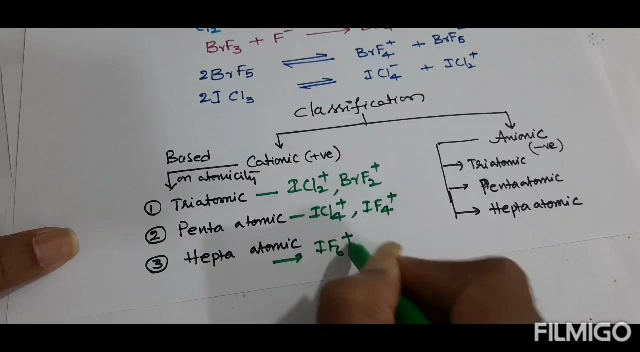 Cl2
BrF3 + F⁻ ⟶
2BrF5 ⇌ BrF4⁺ + BrF6⁻
2ICl3 ⇌ ICl4⁻ + ICl2⁺
Classification
Based on atomicity
Cationic (+ve)
① Triatomic — ICl2⁺, BrF2⁺
② Penta atomic – ICl4⁺, IF4⁺
③ Hepta atomic → IF6⁺
Anionic (-ve)
→ Triatomic
→ Pentaatomic
→ Heptaatomic
FILMIGO